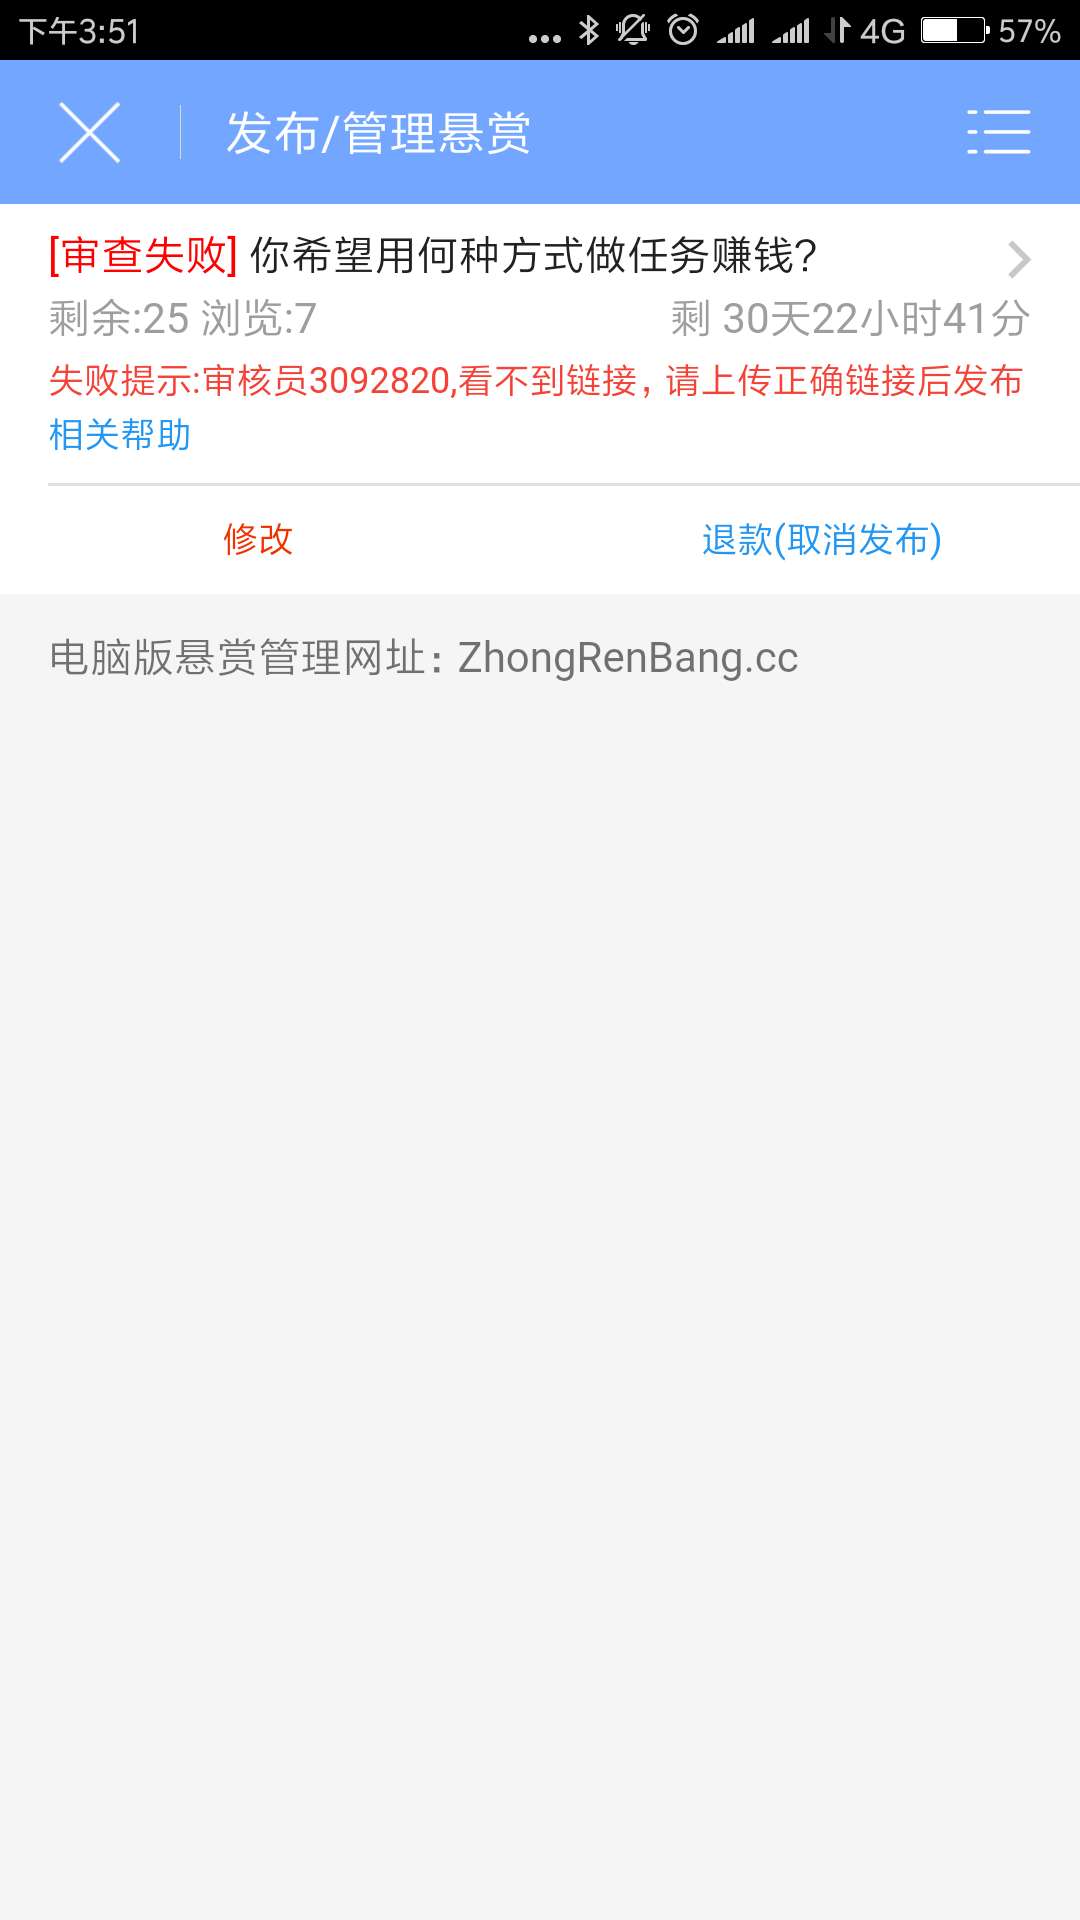 下午3:51 ... 4G 57%
发布/管理悬赏
[审查失败] 你希望用何种方式做任务赚钱?
剩余:25 浏览:7 剩 30天22小时41分
失败提示:审核员3092820,看不到链接，请上传正确链接后发布
相关帮助
修改 退款(取消发布)
电脑版悬赏管理网址：ZhongRenBang.cc